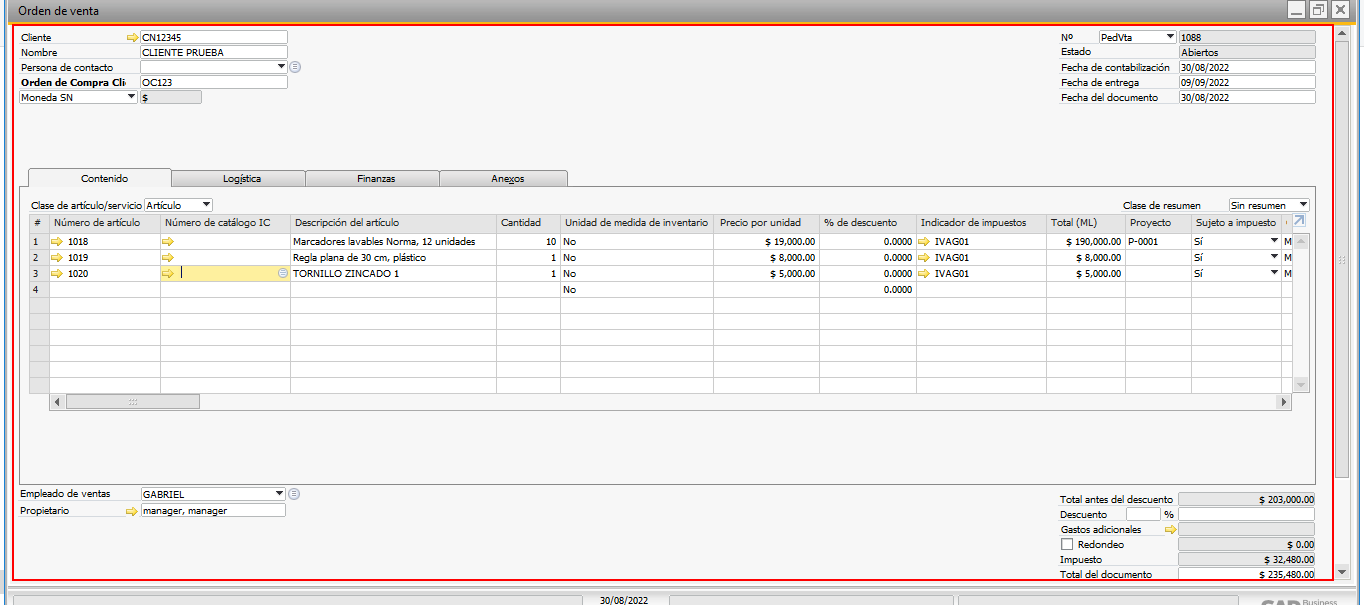 Orden de venta
Cliente CN12345 Nº PedVta 1088
Nombre CLIENTE PRUEBA Estado Abiertos
Persona de contacto Fecha de contabilización 30/08/2022
Orden de Compra Cli OC123 Fecha de entrega 09/09/2022
Moneda SN $ Fecha del documento 30/08/2022
Contenido Logística Finanzas Anexos
Clase de artículo/servicio Artículo Clase de resumen Sin resumen
# Número de artículo Número de catálogo IC Descripción del artículo Cantidad Unidad de medida de inventario Precio por unidad % de descuento Indicador de impuestos Total (ML) Proyecto Sujeto a impuesto
1 1018 Marcadores lavables Norma, 12 unidades 10 No $ 19,000.00 0.0000 IVAG01 $ 190,000.00 P-0001 Sí M
2 1019 Regla plana de 30 cm, plástico 1 No $ 8,000.00 0.0000 IVAG01 $ 8,000.00 Sí M
3 1020 TORNILLO ZINCADO 1 1 No $ 5,000.00 0.0000 IVAG01 $ 5,000.00 Sí M
4 No 0.0000
Empleado de ventas GABRIEL
Propietario manager, manager
Total antes del descuento $ 203,000.00
Descuento %
Gastos adicionales
Redondeo $ 0.00
Impuesto $ 32,480.00
Total del documento $ 235,480.00
30/08/2022 Business